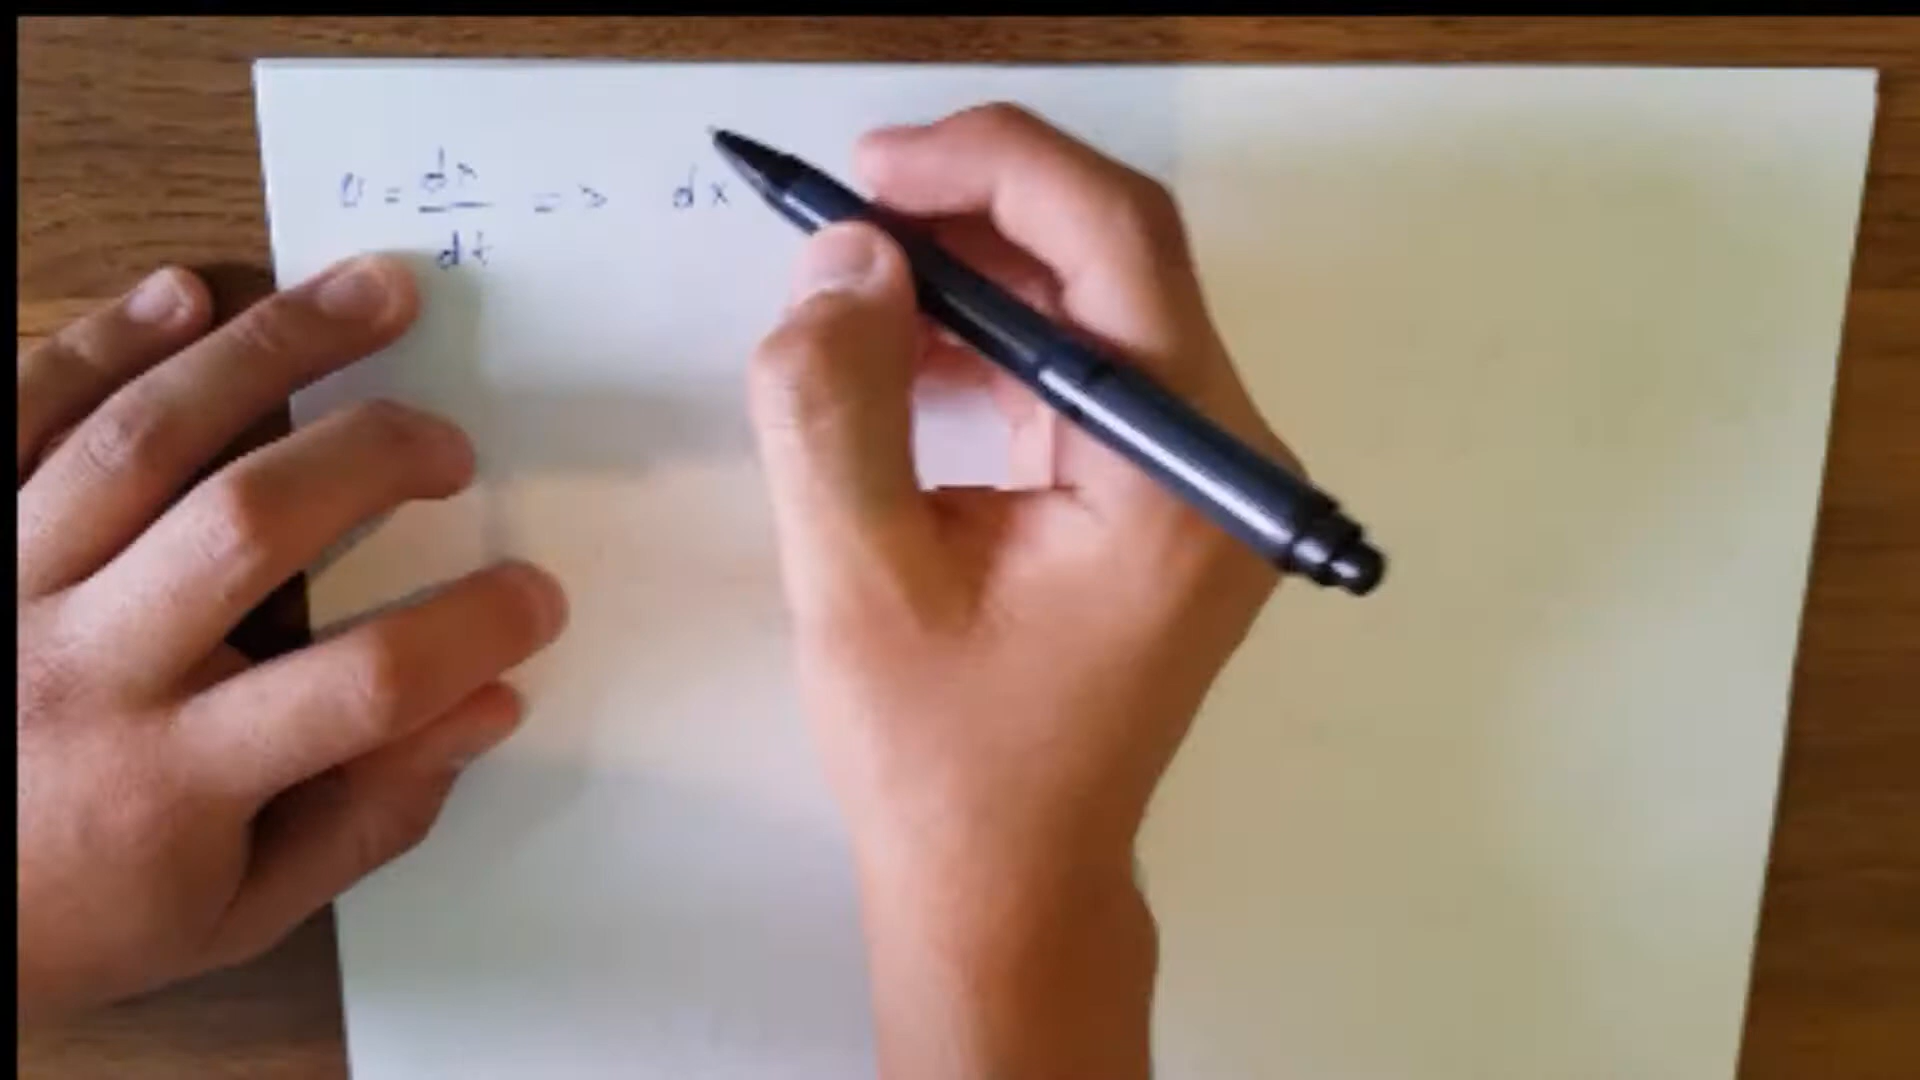 v = dx/dt => dx